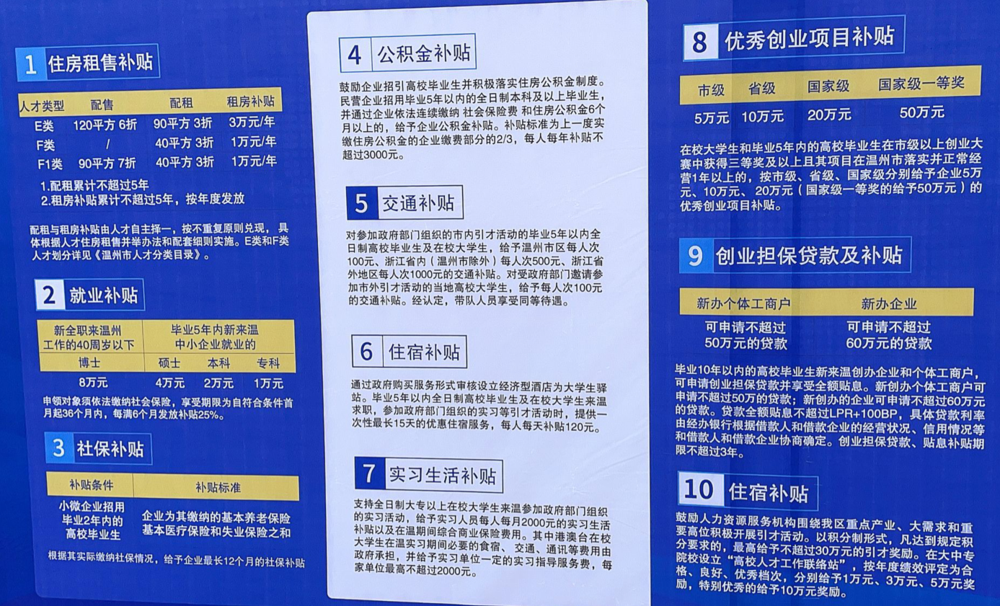 1 住房租售补贴
人才类型 配售 配租 租房补贴
E类 120平方 6折 90平方 3折 3万元/年
F类 / 40平方 3折 1万元/年
F1类 90平方 7折 40平方 3折 1万元/年
1.配租累计不超过5年
2.租房补贴累计不超过5年，按年度发放
配租与租房补贴由人才自主择一，按不重复原则兑现， 具
体根据人才住房租售并举办法和配套细则实施。E类和F类
人才划分详见《温州市人才分类目录》。
2 就业补贴
新全职来温州
工作的40周岁以下
毕业5年内新来温
中小企业就业的
博士 硕士 本科 专科
8万元 4万元 2万元 1万元
申领对象须依法缴纳社会保险，享受期限为自符合条件首
月起36个月内，每满6个月发放补贴25%。
3 社保补贴
补贴条件 补贴标准
小微企业招用
毕业2年内的
高校毕业生
企业为其缴纳的基本养老保险
基本医疗保险和失业保险之和
根据其实际缴纳社保情况，给予企业最长12个月的社保补贴
4 公积金补贴
鼓励企业招引高校毕业生并积极落实住房公积金制度。
民营企业招用毕业5年以内的全日制本科及以上毕业生，
并通过企业依法连续缴纳 社会保险费 和住房公积金6个
月以上的，给予企业公积金补贴。补贴标准为上一度实
缴住房公积金的企业缴费部分的2/3，每人每年补贴不
超过3000元。
5 交通补贴
对参加政府部门组织的市内引才活动的毕业5年以内全
日制高校毕业生及在校大学生，给予温州市区每人次
100元、浙江省内（温州市除外）每人次500元、浙江省
外地区每人次1000元的交通补贴。对受政府部门邀请参
加市外引才活动的当地高校大学生，给予每人次100元
的交通补贴。经认定，带队人员享受同等待遇。
6 住宿补贴
通过政府购买服务形式审核设立经济型酒店为大学生驿
站。毕业5年以内全日制高校毕业生及在校大学生来温
求职，参加政府部门组织的实习等引才活动时，提供一
次性最长15天的优惠住宿服务，每人每天补贴120元。
7 实习生活补贴
支持全日制大专以上在校大学生来温参加政府部门组织
的实习活动，给予实习人员每人每月2000元的实习生活
补贴以及在温期间综合商业保险费用。其中港澳台在校
大学生在温实习期间必要的食宿、 交通、通讯等费用由
政府承担，并给予实习单位一定的实习指导服务费，每
家单位最高不超过2000元。
8 优秀创业项目补贴
市级 省级 国家级 国家级一等奖
5万元 10万元 20万元 50万元
在校大学生和毕业5年内的高校毕业生在市级以上创业大
赛中获得三等奖及以上且其项目在温州市落实并正常经
营1年以上的，按市级、省级、国家级分别给予企业5万
元、10万元、20万元（国家级一等奖的给予50万元）的
优秀创业项目补贴。
9 创业担保贷款及补贴
新办个体工商户 新办企业
可申请不超过
50万元的贷款
可申请不超过
60万元的贷款
毕业10年以内的高校毕业生新来温创办企业和个体工商户，
可申请创业担保贷款并享受全额贴息。新创办个体工商户可
申请不超过50万的贷款；新创办的企业可申请不超过60万元
的贷款。贷款全额贴息不超过LPR+100BP，具体贷款利率
由经办银行根据借款人和借款企业的经营状况、信用情况等
和借款人和借款企业协商确定。创业担保贷款、贴息补贴期
限不超过3年。
10 住宿补贴
鼓励人力资源服务机构围绕我区重点产业、大需求和重
要高位积极开展引才活动。以积分制形式，凡达到规定积
分要求的，最高给予不超过30万元的引才奖励。在大中专
院校设立“高校人才工作联络站”，按年度绩效评定为合
格、良好、优秀档次，分别给予1万元、3万元、5万元奖
励，特别优秀的给予10万元奖励。